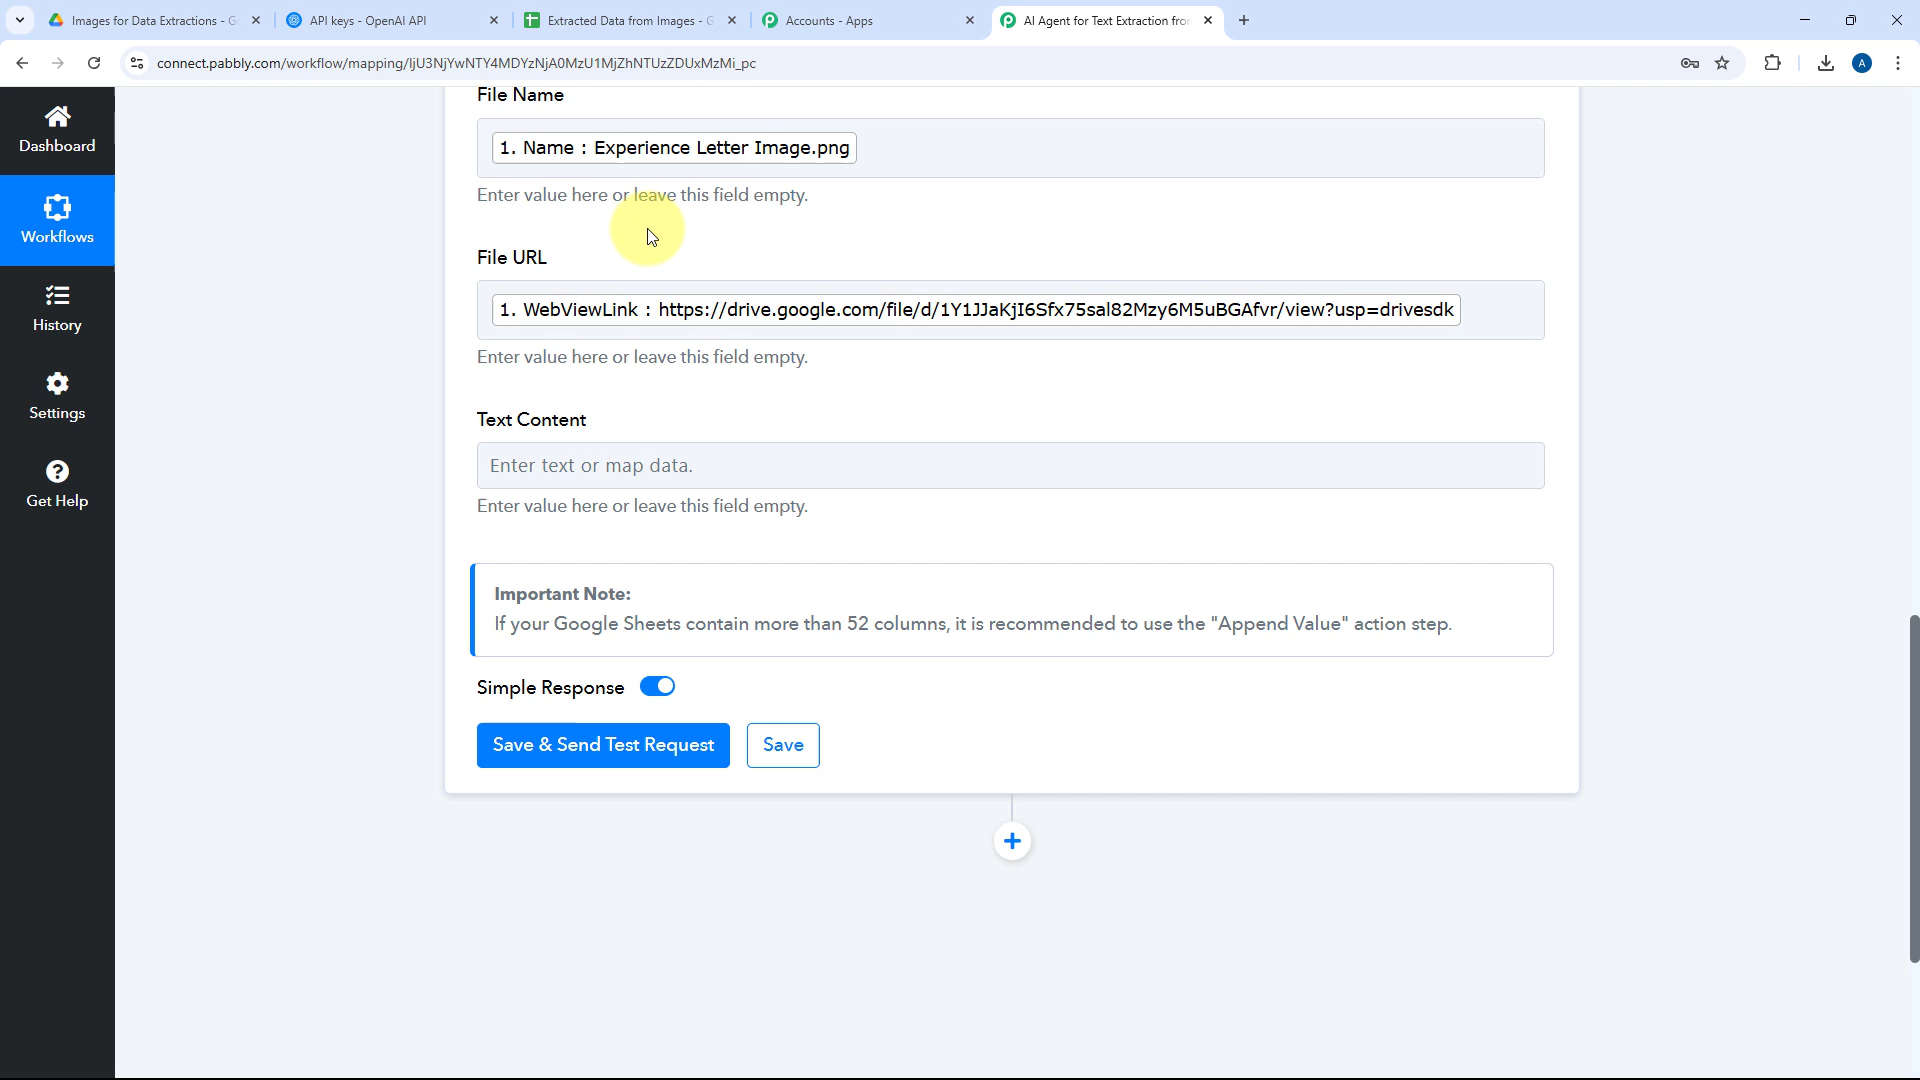 Images for Data Extractions - G
API keys - OpenAI API
Extracted Data from Images - G
Accounts - Apps
AI Agent for Text Extraction fro
connect.pabbly.com/workflow/mapping/IjU3NjYwNTY4MDYzNjA0MzU1MjZhNTUzZDUxMzMi_pc
A
Dashboard
Workflows
History
Settings
Get Help
File Name
1. Name : Experience Letter Image.png
Enter value here or leave this field empty.
File URL
1. WebViewLink : https://drive.google.com/file/d/1Y1JJaKjI6Sfx75sal82Mzy6M5uBGAfvr/view?usp=drivesdk
Enter value here or leave this field empty.
Text Content
Enter text or map data.
Enter value here or leave this field empty.
Important Note:
If your Google Sheets contain more than 52 columns, it is recommended to use the "Append Value" action step.
Simple Response
Save & Send Test Request
Save